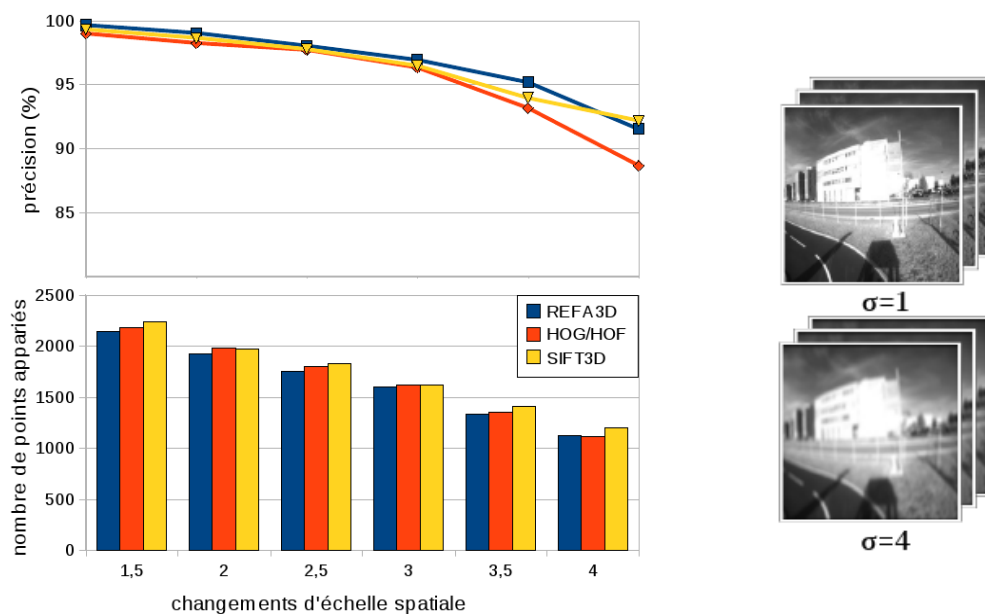 précision (%)
100
95
90
85
nombre de points appariés
2500
2000
1500
1000
500
0
REFA3D
HOG/HOF
SIFT3D
1,5 2 2,5 3 3,5 4
changements d'échelle spatiale
σ=1
σ=4